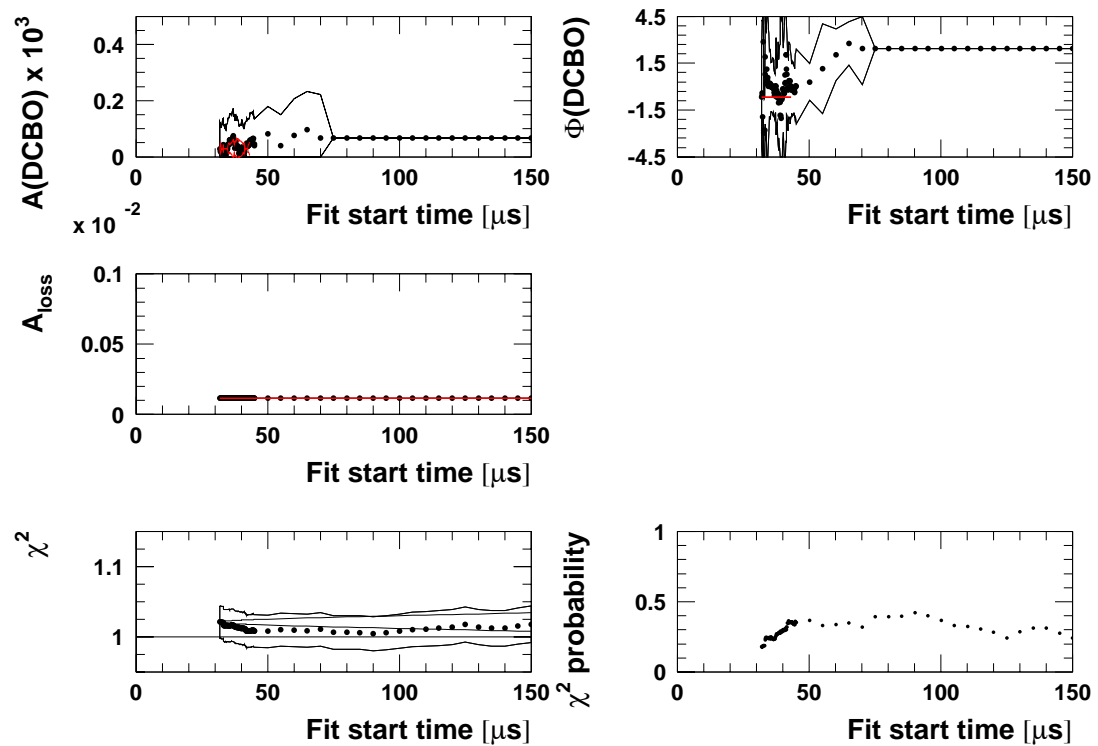 A(DCBO) x 10³
0.4
0.2
0
0 50 100 150
Fit start time [μs]
Φ(DCBO)
4.5
1.5
-1.5
-4.5
0 50 100 150
Fit start time [μs]
x 10 -2
A_loss
0.1
0.05
0
0 50 100 150
Fit start time [μs]
χ²
1.1
1
0 50 100 150
Fit start time [μs]
χ² probability
1
0.5
0
0 50 100 150
Fit start time [μs]